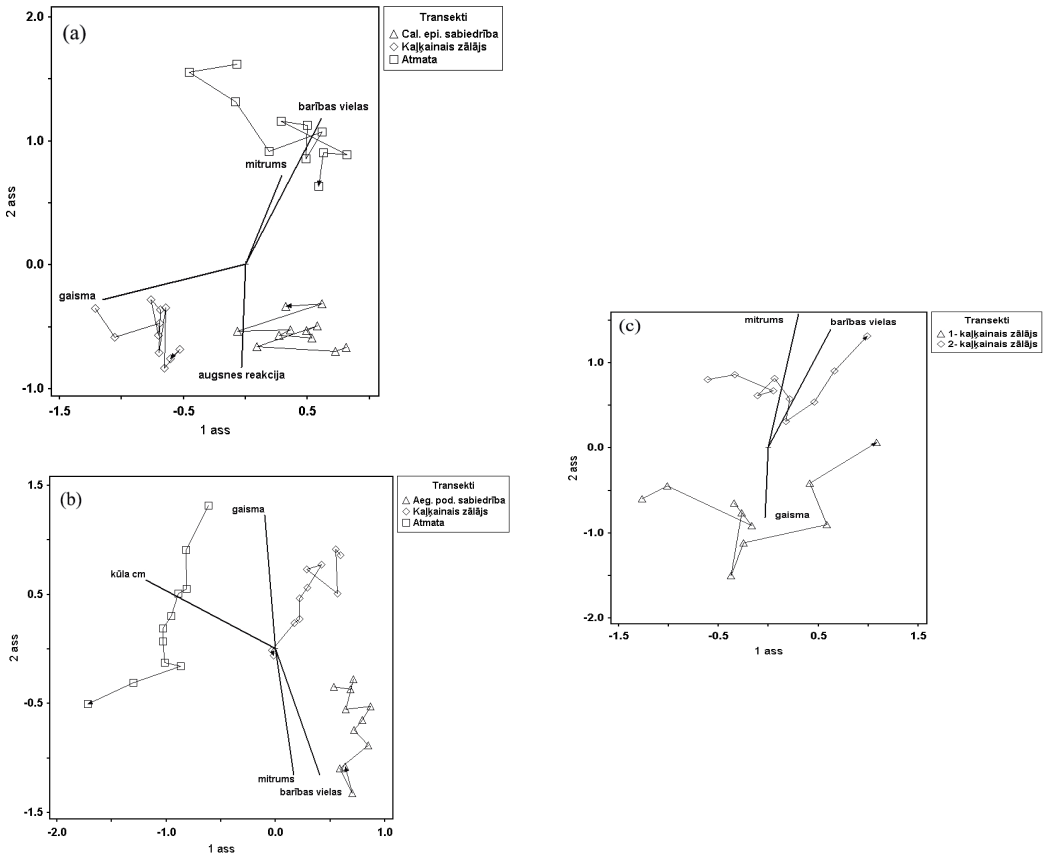 (a)
Transekti
Cal. epi. sabiedrība
Kaļķainais zālājs
Atmata
2.0
1.0
0.0
-1.0
2 ass
barības vielas
mitrums
gaisma
augsnes reakcija
-1.5
-1.0
-0.5
0.0
0.5
1 ass
(b)
Transekti
Aeg. pod. sabiedrība
Kaļķainais zālājs
Atmata
1.5
0.5
-0.5
-1.5
2 ass
gaisma
kūla cm
mitrums
barības vielas
-2.0
-1.0
0.0
1.0
1 ass
(c)
Transekti
1- kaļķainais zālājs
2- kaļķainais zālājs
1.0
0.0
-1.0
-2.0
2 ass
mitrums
barības vielas
gaisma
-1.5
-0.5
0.5
1.5
1 ass